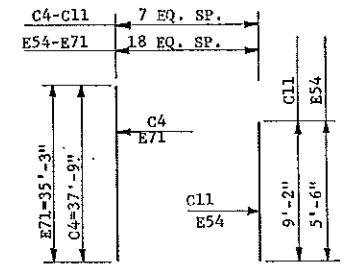 C4-C11 7 EQ. SP.
E54-E71 18 EQ. SP.
C11
E54
C4
E71
E71=35'-3"
C4=37'-9"
C11
E54
9'-2"
5'-6"